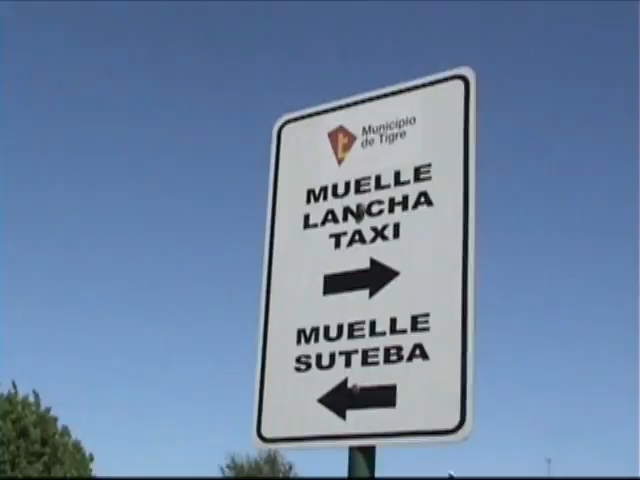 Municipio
de Tigre
MUELLE
LANCHA
TAXI
MUELLE
SUTEBA